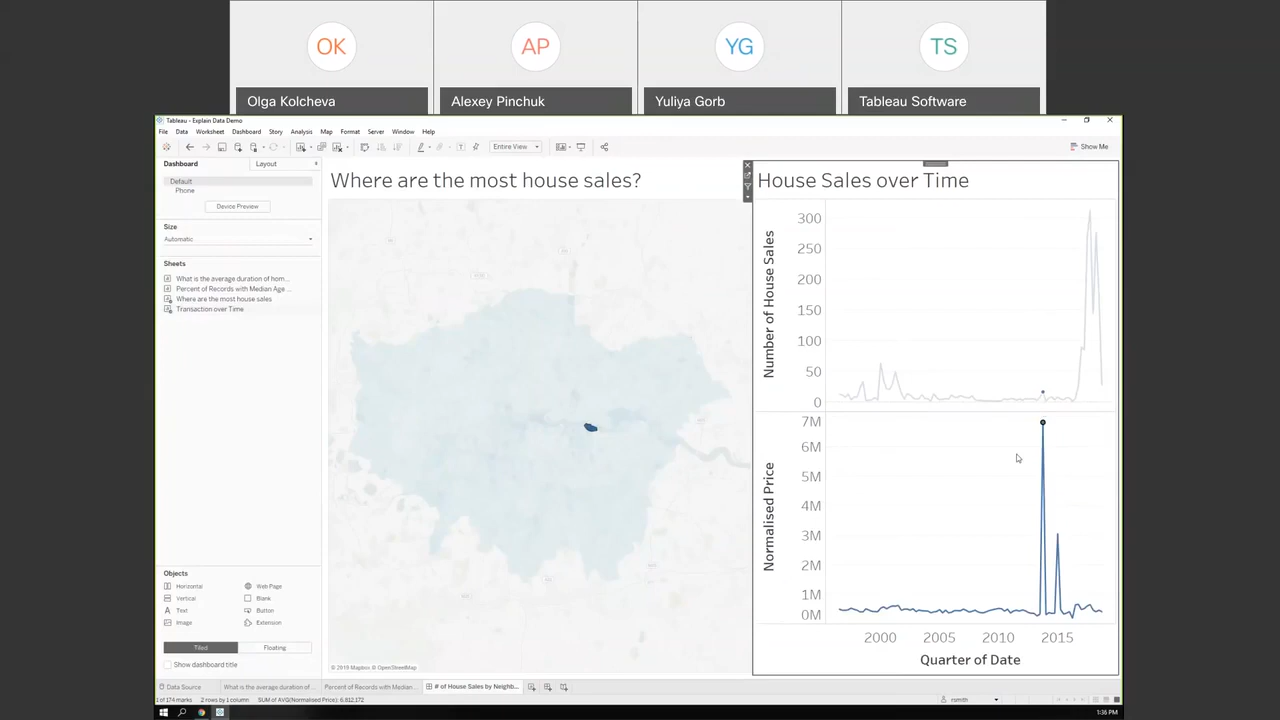 OK
AP
YG
TS
Olga Kolcheva
Alexey Pinchuk
Yuliya Gorb
Tableau Software
Tableau - Explain Data Demo
File Data Worksheet Dashboard Story Analysis Map Format Server Window Help
Entire View
Show Me
Dashboard
Layout
Default
Phone
Device Preview
Size
Automatic
Sheets
What is the average duration of hom...
Percent of Records with Median Age ...
Where are the most house sales
Transaction over Time
Objects
Horizontal
Web Page
Vertical
Blank
Text
Button
Image
Extension
Tiled
Floating
Show dashboard title
Where are the most house sales?
© 2019 Mapbox © OpenStreetMap
House Sales over Time
Number of House Sales
300
250
200
150
100
50
0
Normalised Price
7M
6M
5M
4M
3M
2M
1M
0M
2000
2005
2010
2015
Quarter of Date
Data Source
What is the average duration of...
Percent of Records with Median...
# of House Sales by Neighb...
1 of 174 marks
2 rows by 1 column
SUM of AVG(Normalised Price): 6,812,172
rsmith
1:36 PM